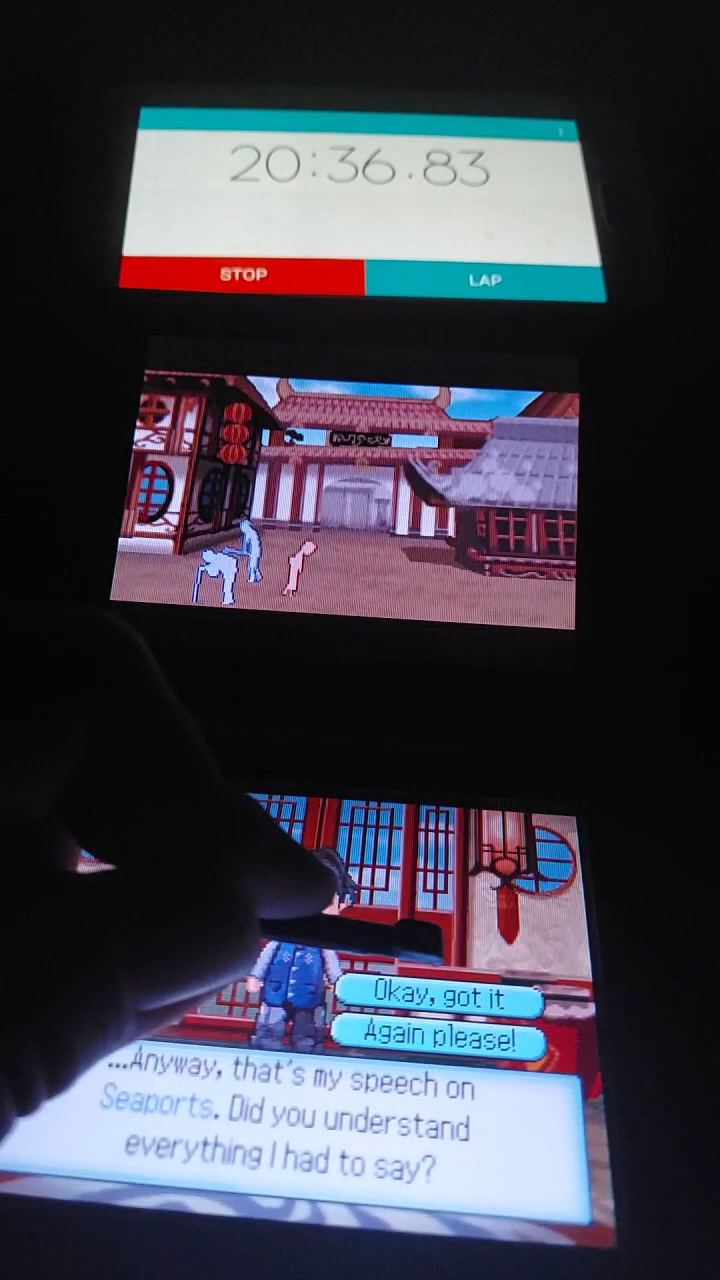 20:36.83
STOP
LAP
Okay, got it
Again please!
...Anyway, that's my speech on
Seaports. Did you understand
everything I had to say?